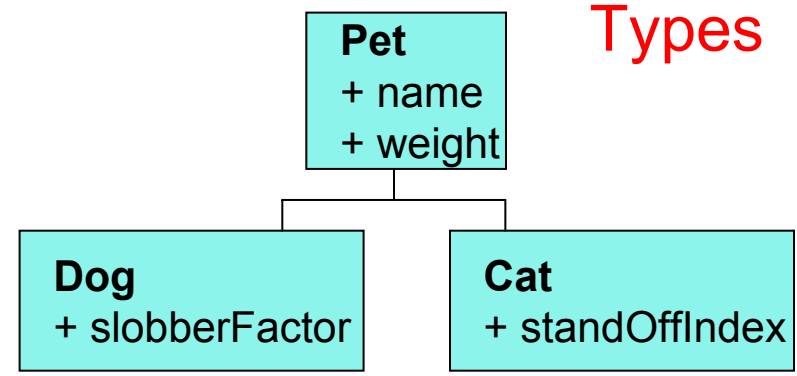 Types
Pet
+ name
+ weight
Dog
+ slobberFactor
Cat
+ standOffIndex